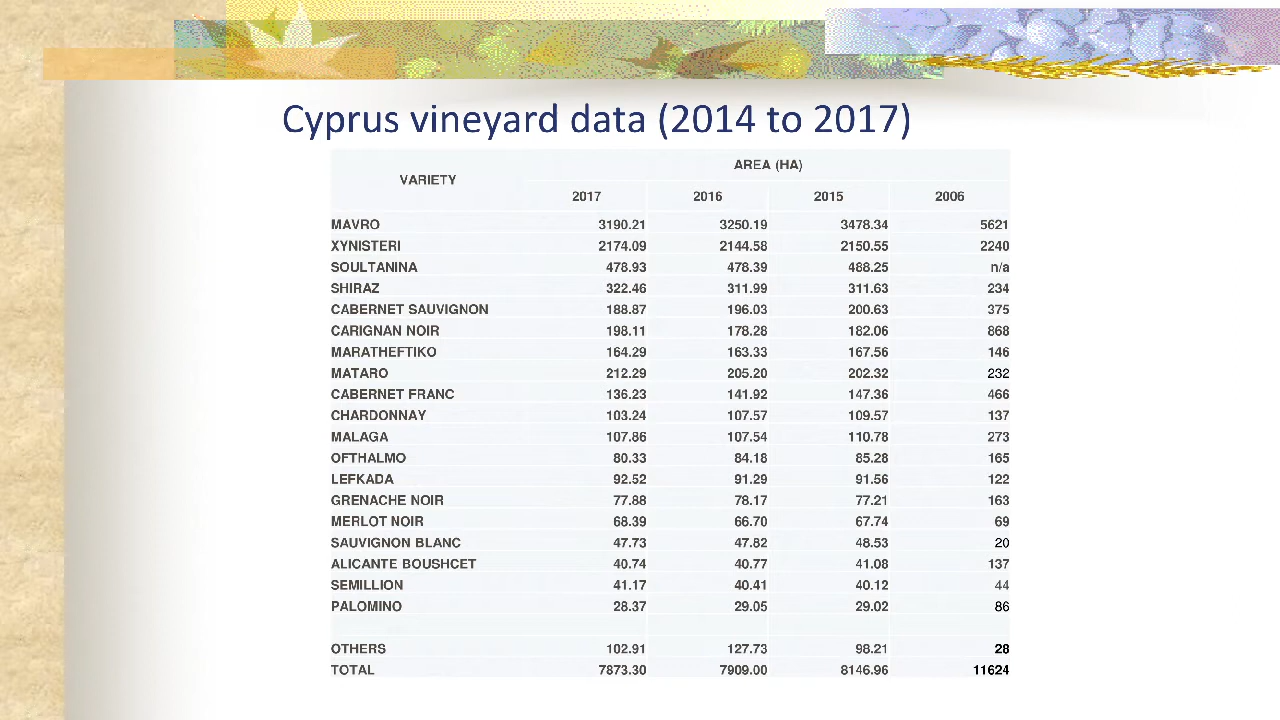 Cyprus vineyard data (2014 to 2017)
VARIETY AREA (HA)
2017 2016 2015 2006
MAVRO 3190.21 3250.19 3478.34 5621
XYNISTERI 2174.09 2144.58 2150.55 2240
SOULTANINA 478.93 478.39 488.25 n/a
SHIRAZ 322.46 311.99 311.63 234
CABERNET SAUVIGNON 188.87 196.03 200.63 375
CARIGNAN NOIR 198.11 178.28 182.06 868
MARATHEFTIKO 164.29 163.33 167.56 146
MATARO 212.29 205.20 202.32 232
CABERNET FRANC 136.23 141.92 147.36 466
CHARDONNAY 103.24 107.57 109.57 137
MALAGA 107.86 107.54 110.78 273
OFTHALMO 80.33 84.18 85.28 165
LEFKADA 92.52 91.29 91.56 122
GRENACHE NOIR 77.88 78.17 77.21 163
MERLOT NOIR 68.39 66.70 67.74 69
SAUVIGNON BLANC 47.73 47.82 48.53 20
ALICANTE BOUSHCET 40.74 40.77 41.08 137
SEMILLION 41.17 40.41 40.12 44
PALOMINO 28.37 29.05 29.02 86
OTHERS 102.91 127.73 98.21 28
TOTAL 7873.30 7909.00 8146.96 11624